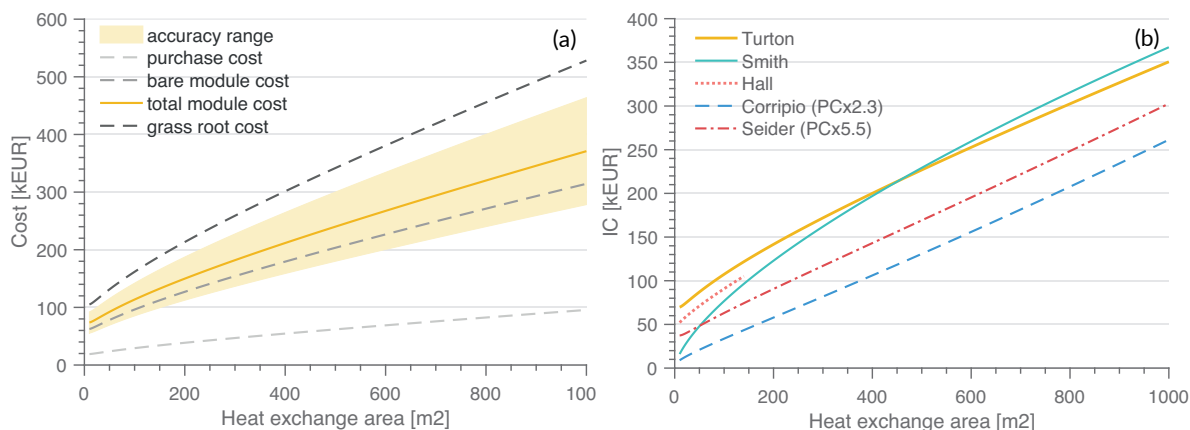 600
500
400
300
200
100
0
Cost [kEUR]
accuracy range
purchase cost
bare module cost
total module cost
grass root cost
(a)
0
200
400
600
800
1000
Heat exchange area [m2]
400
350
300
250
200
150
100
50
0
IC [kEUR]
Turton
Smith
Hall
Corripio (PCx2.3)
Seider (PCx5.5)
(b)
0
200
400
600
800
1000
Heat exchange area [m2]